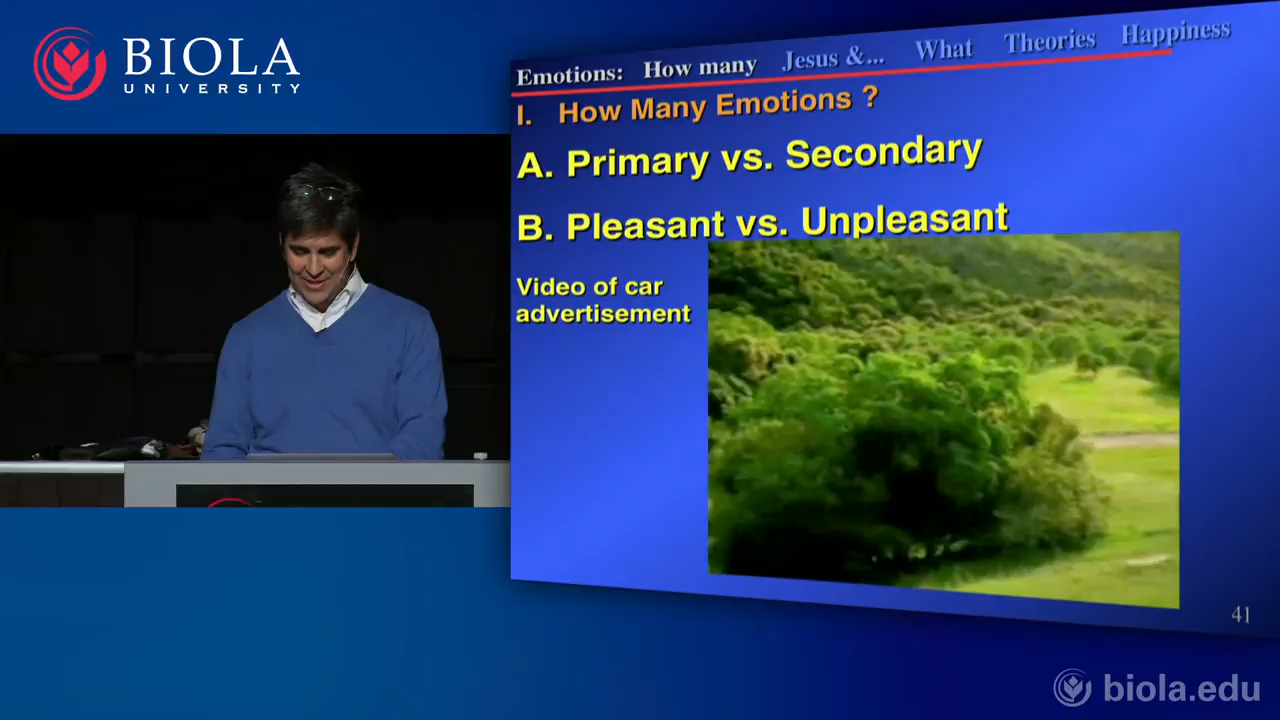 BIOLA
UNIVERSITY
Emotions: How many Jesus &... What Theories Happiness
I. How Many Emotions ?
A. Primary vs. Secondary
B. Pleasant vs. Unpleasant
Video of car
advertisement
41
biola.edu